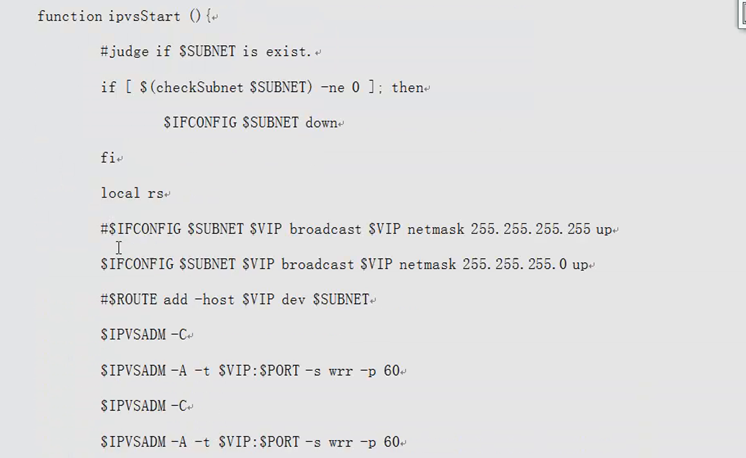 function ipvsStart () {
#judge if $SUBNET is exist.
if [ $(checkSubnet $SUBNET) -ne 0 ]; then
$IFCONFIG $SUBNET down
fi
local rs
#$IFCONFIG $SUBNET $VIP broadcast $VIP netmask 255.255.255.255 up
$IFCONFIG $SUBNET $VIP broadcast $VIP netmask 255.255.255.0 up
#$ROUTE add -host $VIP dev $SUBNET
$IPVSADM -C
$IPVSADM -A -t $VIP:$PORT -s wrr -p 60
$IPVSADM -C
$IPVSADM -A -t $VIP:$PORT -s wrr -p 60